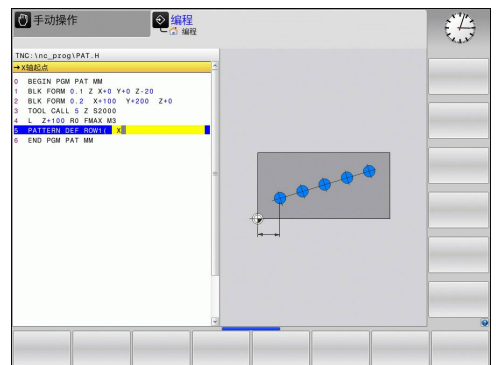 手动操作
编程
编程
TNC:\nc_prog\PAT.H
→X轴起点
0 BEGIN PGM PAT MM
1 BLK FORM 0.1 Z X+0 Y+0 Z-20
2 BLK FORM 0.2 X+100 Y+200 Z+0
3 TOOL CALL 5 Z S2000
4 L Z+100 R0 FMAX M3
5 PATTERN DEF ROW1( X
6 END PGM PAT MM